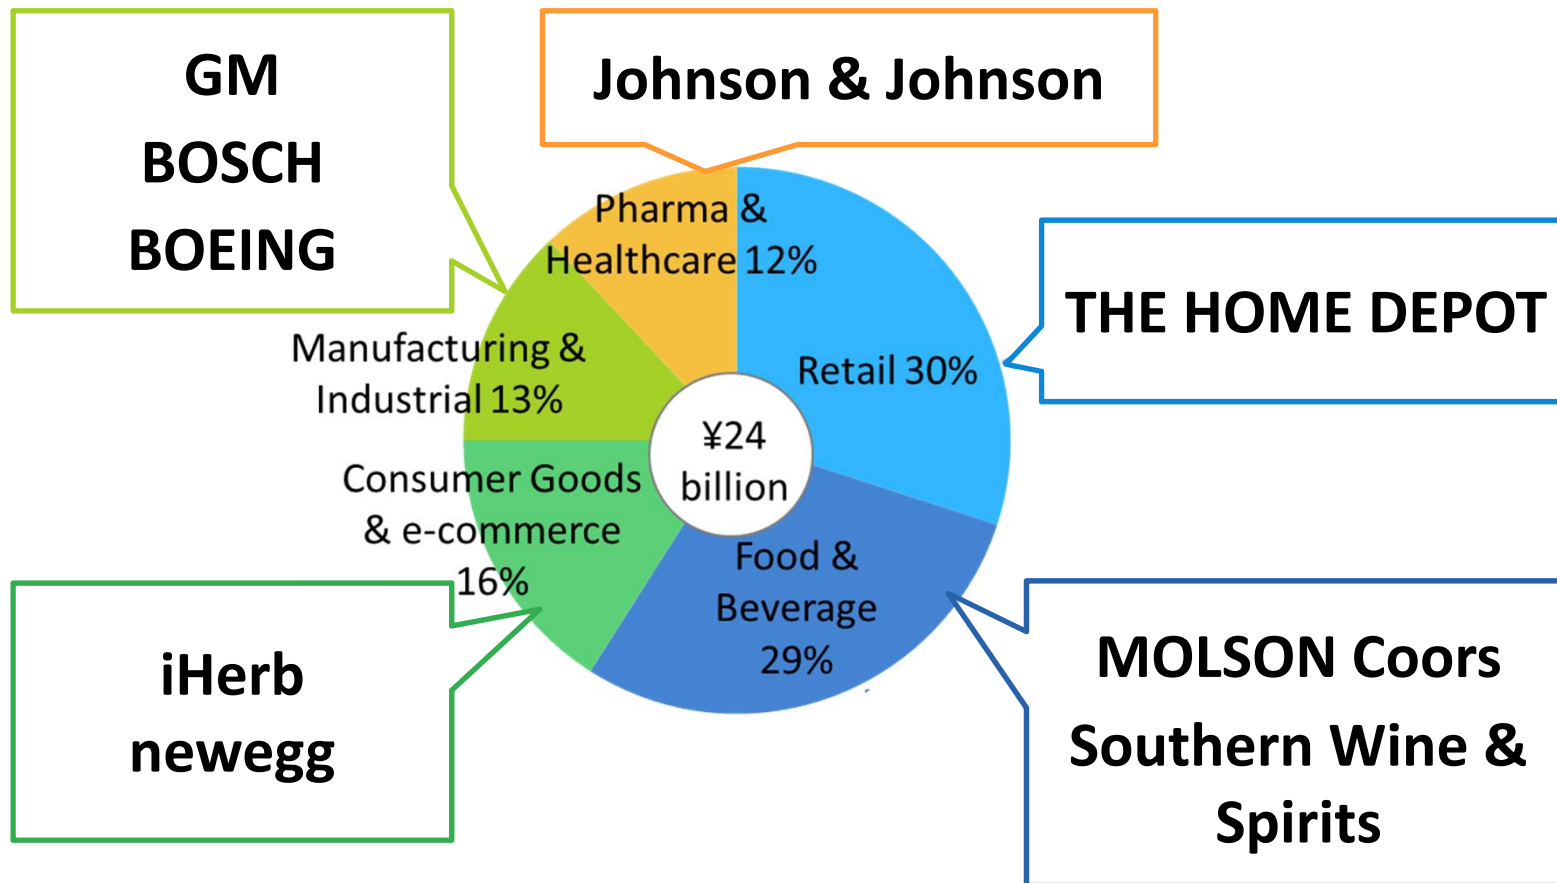 GM
BOSCH
BOEING
Johnson & Johnson
Pharma &
Healthcare 12%
THE HOME DEPOT
Retail 30%
Manufacturing &
Industrial 13%
¥24
billion
Consumer Goods
& e-commerce
16%
Food &
Beverage
29%
iHerb
newegg
MOLSON Coors
Southern Wine &
Spirits